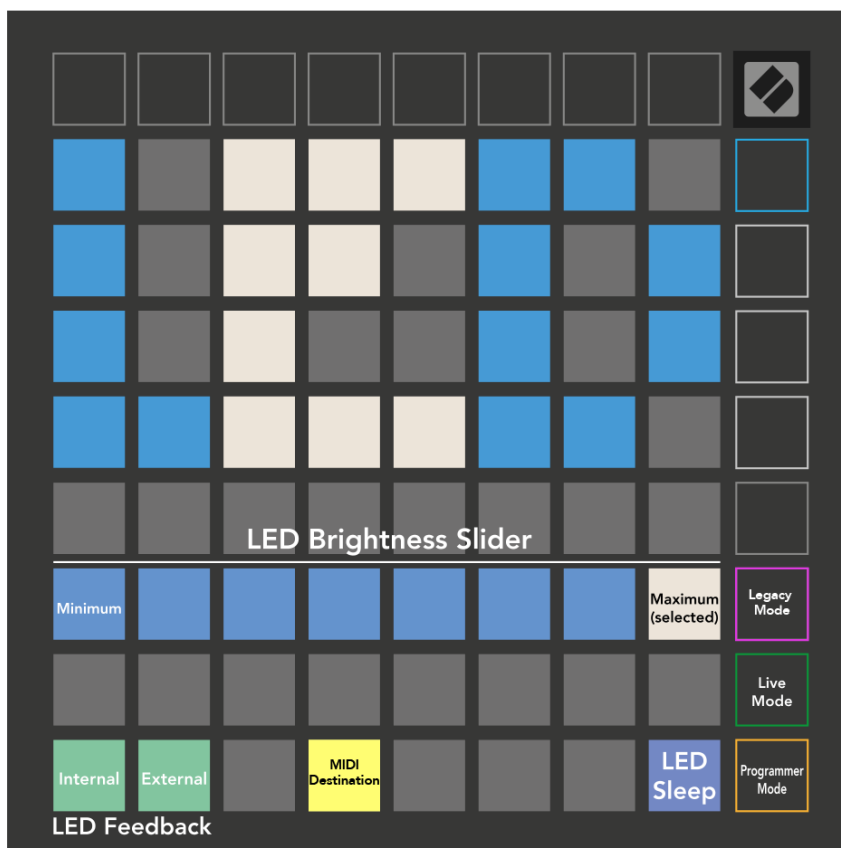 LED Brightness Slider
Minimum
Maximum
(selected)
Legacy
Mode
Live
Mode
Internal
External
MIDI
Destination
LED
Sleep
Programmer
Mode
LED Feedback